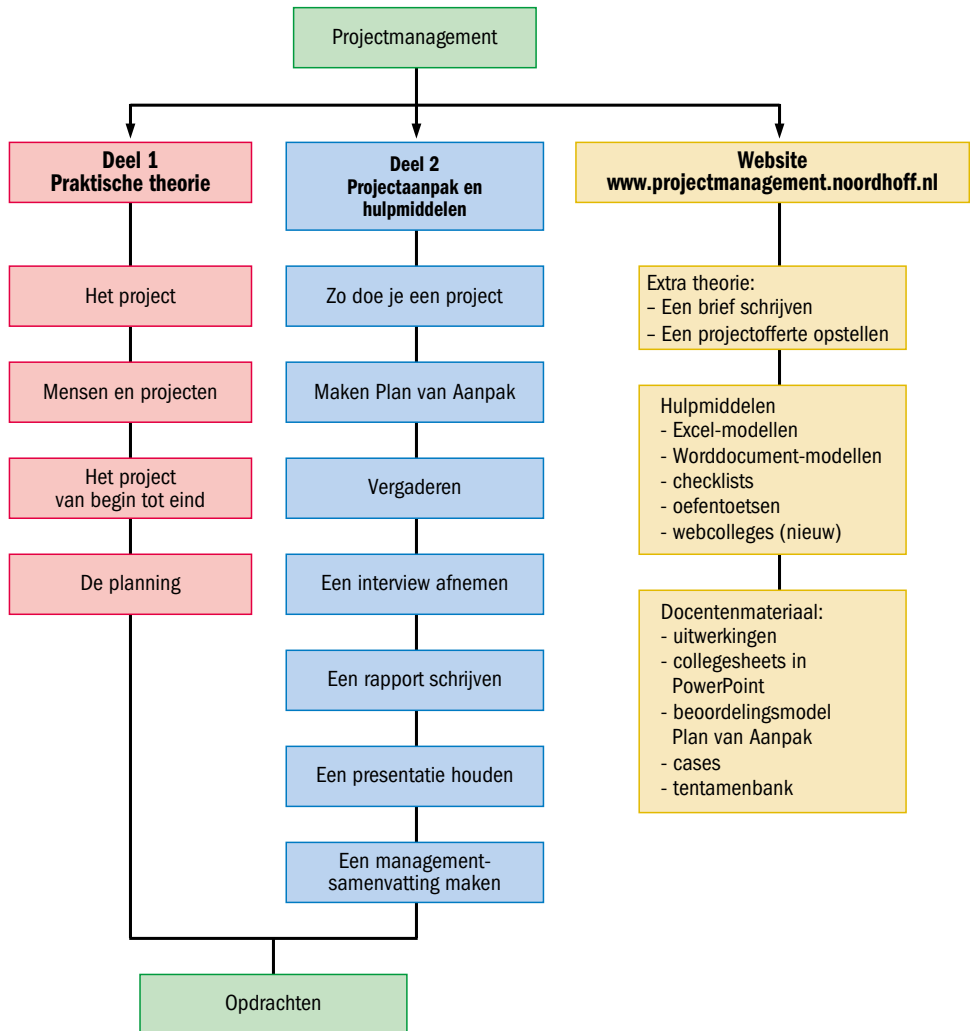 Projectmanagement
Deel 1
Praktische theorie
Het project
Mensen en projecten
Het project
van begin tot eind
De planning
Deel 2
Projectaanpak en
hulpmiddelen
Zo doe je een project
Maken Plan van Aanpak
Vergaderen
Een interview afnemen
Een rapport schrijven
Een presentatie houden
Een management-
samenvatting maken
Website
www.projectmanagement.noordhoff.nl
Extra theorie:
– Een brief schrijven
– Een projectofferte opstellen
Hulpmiddelen
- Excel-modellen
- Worddocument-modellen
- checklists
- oefentoetsen
- webcolleges (nieuw)
Docentenmateriaal:
- uitwerkingen
- collegesheets in
PowerPoint
- beoordelingsmodel
Plan van Aanpak
- cases
- tentamenbank
Opdrachten